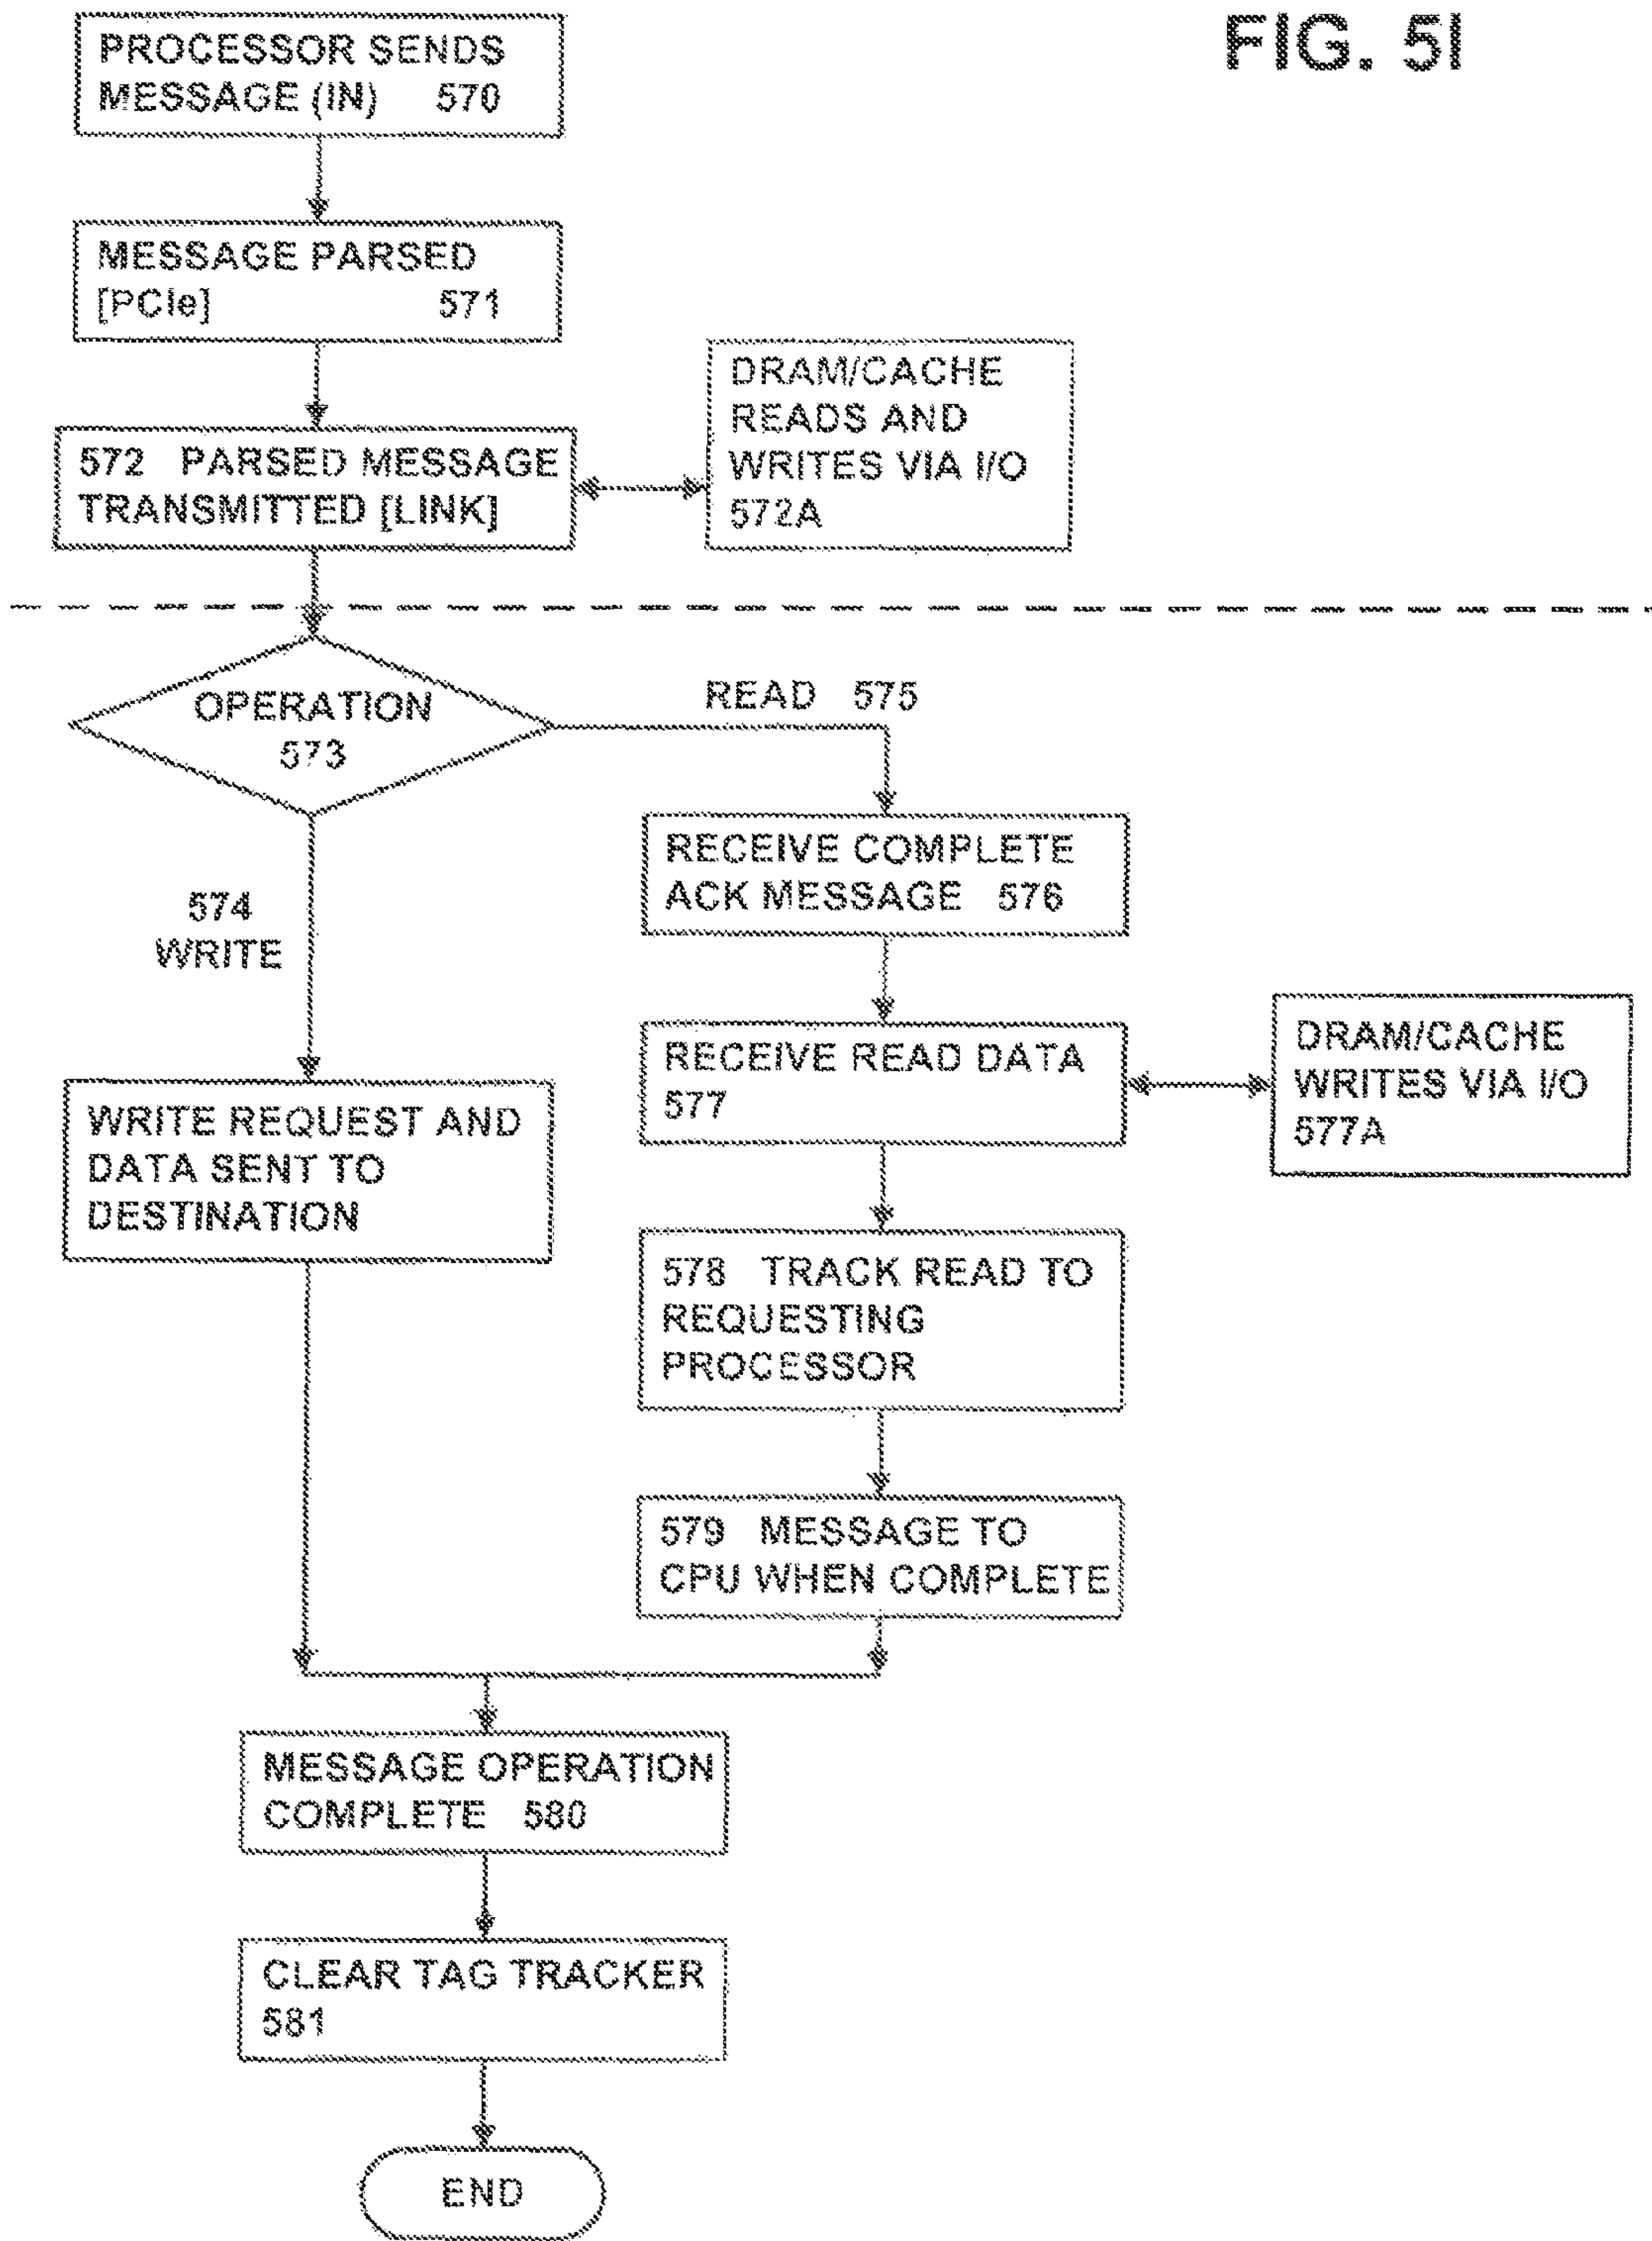 FIG. 5I
PROCESSOR SENDS
MESSAGE (IN) 570
MESSAGE PARSED
[PCIe] 571
572 PARSED MESSAGE
TRANSMITTED [LINK]
DRAM/CACHE
READS AND
WRITES VIA I/O
572A
OPERATION
573
READ 575
574
WRITE
RECEIVE COMPLETE
ACK MESSAGE 576
RECEIVE READ DATA
577
DRAM/CACHE
WRITES VIA I/O
577A
WRITE REQUEST AND
DATA SENT TO
DESTINATION
578 TRACK READ TO
REQUESTING
PROCESSOR
579 MESSAGE TO
CPU WHEN COMPLETE
MESSAGE OPERATION
COMPLETE 580
CLEAR TAG TRACKER
581
END